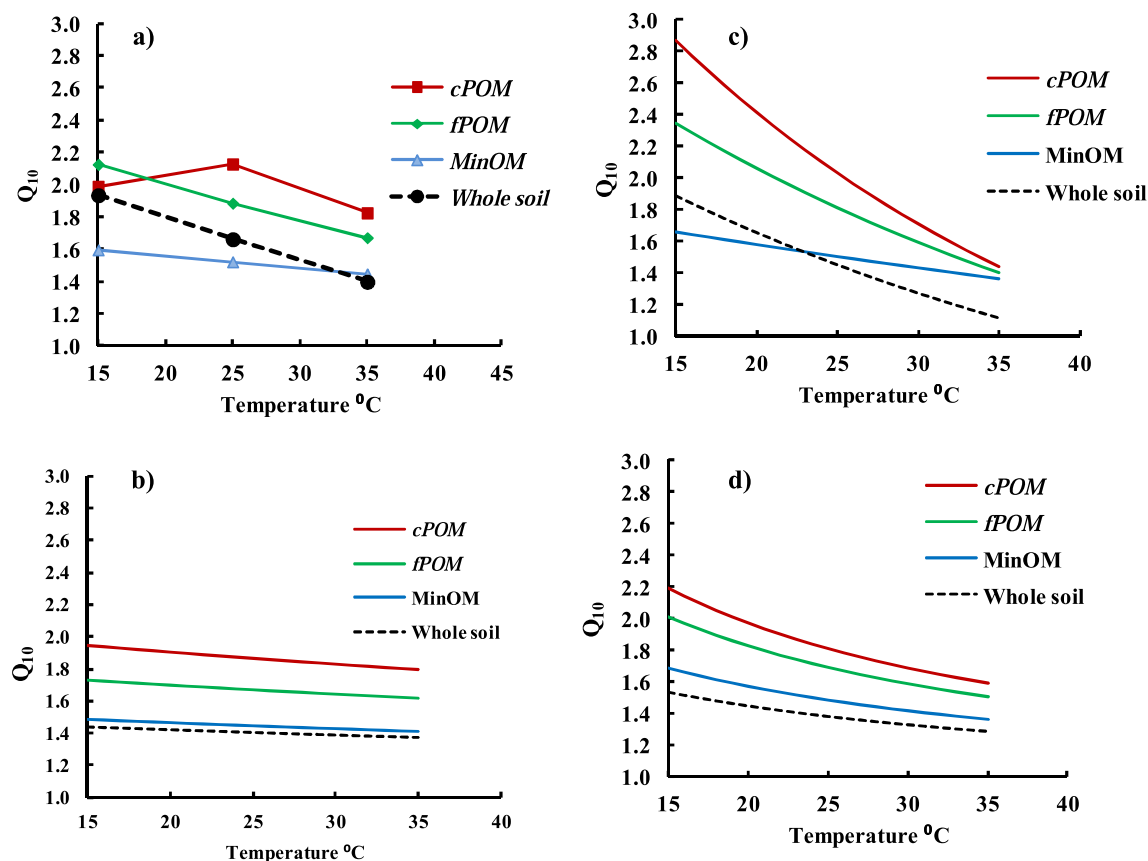 a)
3.0
2.8
2.6
2.4
2.2
2.0
1.8
1.6
1.4
1.2
1.0
Q10
cPOM
fPOM
MinOM
Whole soil
15 20 25 30 35 40 45
Temperature ⁰C
c)
3.0
2.8
2.6
2.4
2.2
2.0
1.8
1.6
1.4
1.2
1.0
Q10
cPOM
fPOM
MinOM
Whole soil
15 20 25 30 35 40
Temperature ⁰C
b)
3.0
2.8
2.6
2.4
2.2
2.0
1.8
1.6
1.4
1.2
1.0
Q10
cPOM
fPOM
MinOM
Whole soil
15 20 25 30 35 40
Temperature ⁰C
d)
3.0
2.8
2.6
2.4
2.2
2.0
1.8
1.6
1.4
1.2
1.0
Q10
cPOM
fPOM
MinOM
Whole soil
15 20 25 30 35 40
Temperature ⁰C